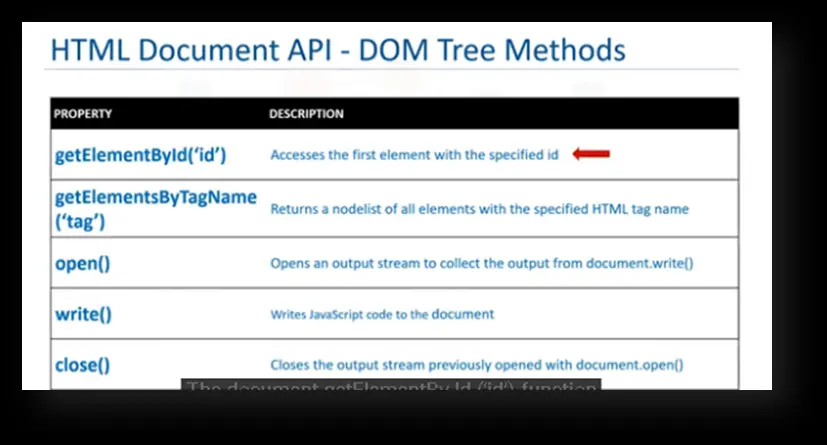 HTML Document API - DOM Tree Methods
PROPERTY DESCRIPTION
getElementById(‘id’) Accesses the first element with the specified id
getElementsByTagName
(‘tag’) Returns a nodelist of all elements with the specified HTML tag name
open() Opens an output stream to collect the output from document.write()
write() Writes JavaScript code to the document
close() Closes the output stream previously opened with document.open()
The document getElementBy Id (‘id’) function